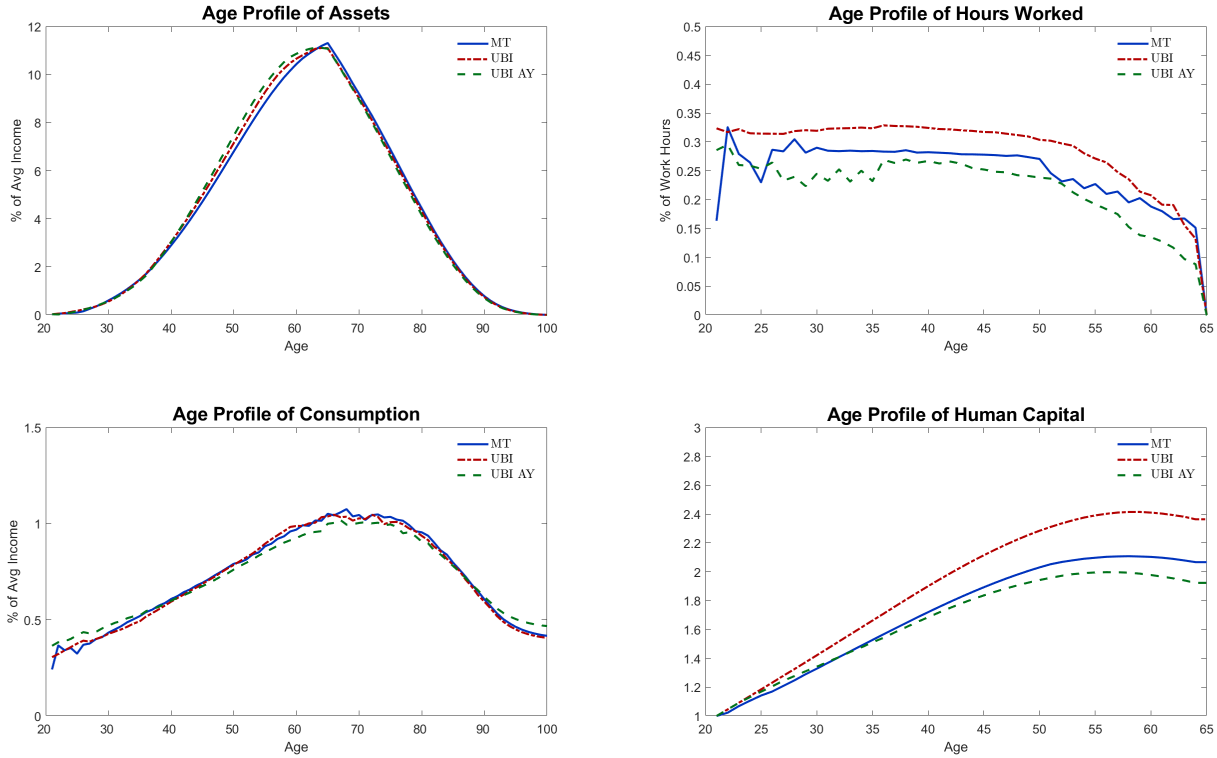 Age Profile of Assets
12
10
8
6
4
2
0
% of Avg Income
20 30 40 50 60 70 80 90 100
Age
MT
UBI
UBI AY
Age Profile of Hours Worked
0.5
0.45
0.4
0.35
0.3
0.25
0.2
0.15
0.1
0.05
0
% of Work Hours
20 25 30 35 40 45 50 55 60 65
Age
MT
UBI
UBI AY
Age Profile of Consumption
1.5
1
0.5
0
% of Avg Income
20 30 40 50 60 70 80 90 100
Age
MT
UBI
UBI AY
Age Profile of Human Capital
3
2.8
2.6
2.4
2.2
2
1.8
1.6
1.4
1.2
1
20 25 30 35 40 45 50 55 60 65
Age
MT
UBI
UBI AY